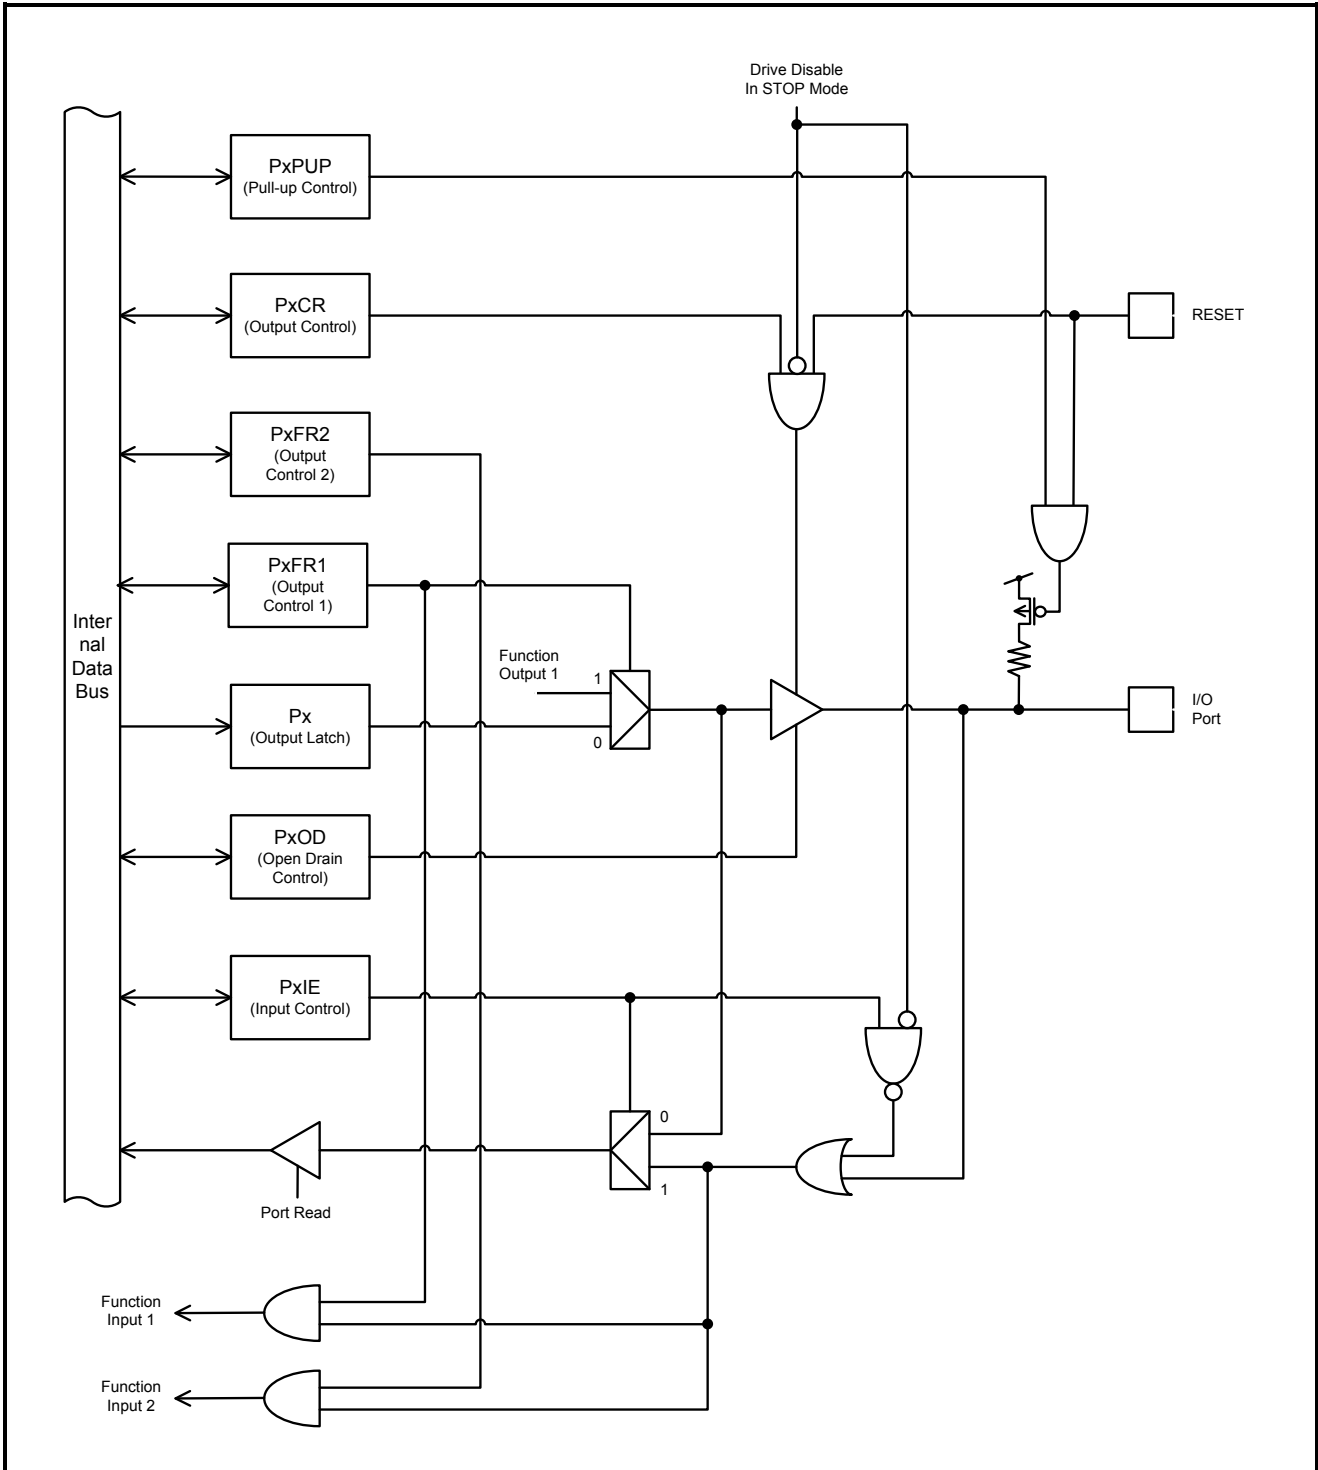 Drive Disable
In STOP Mode
PxPUP
(Pull-up Control)
PxCR
(Output Control)
RESET
PxFR2
(Output
Control 2)
PxFR1
(Output
Control 1)
Inter
nal
Data
Bus
Function
Output 1
1
0
Px
(Output Latch)
I/O
Port
PxOD
(Open Drain
Control)
PxIE
(Input Control)
0
1
Port Read
Function
Input 1
Function
Input 2